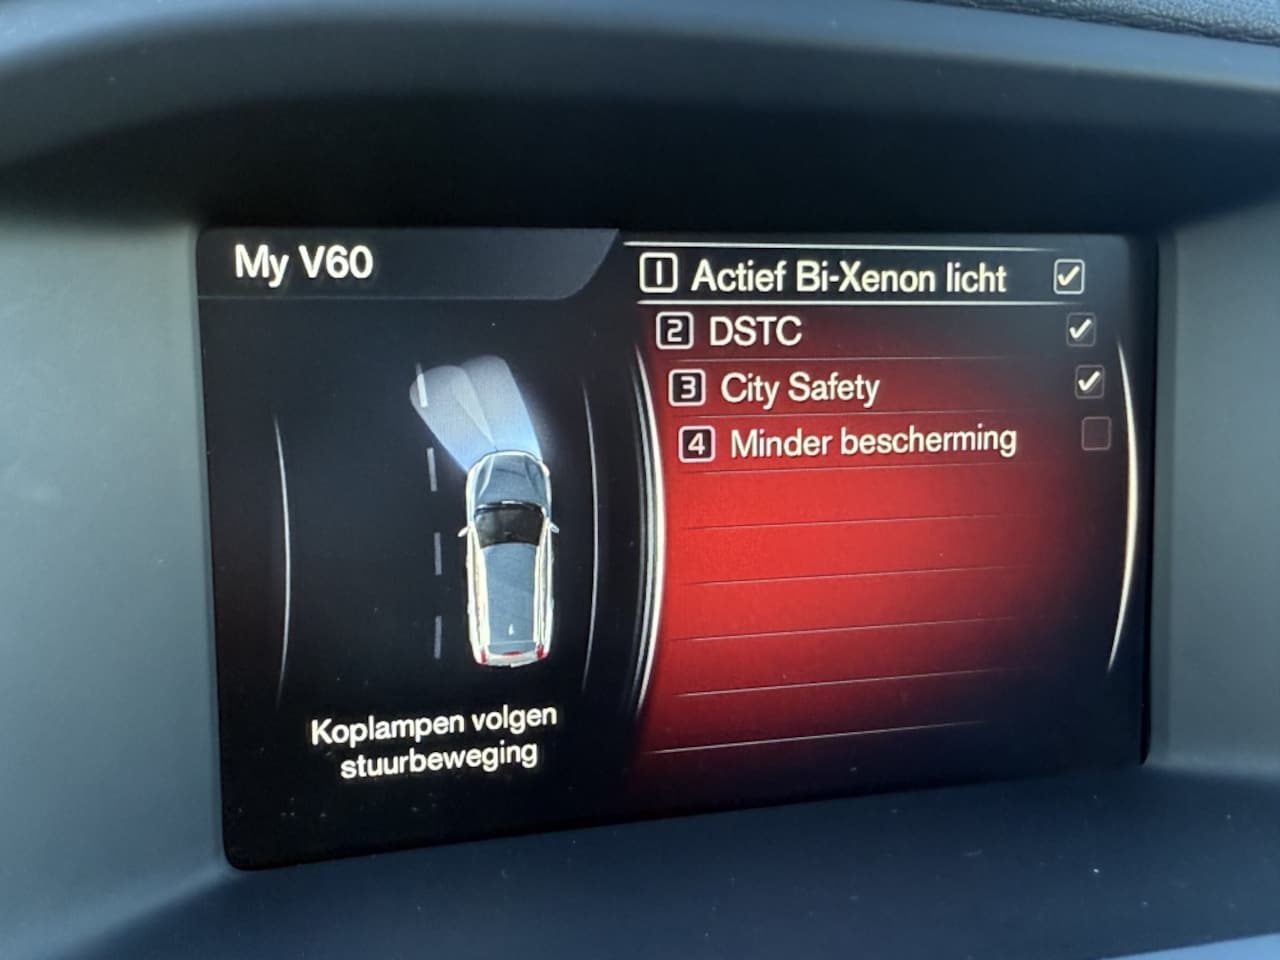 My V60
1 Actief Bi-Xenon licht
2 DSTC
3 City Safety
4 Minder bescherming
Koplampen volgen
stuurbeweging